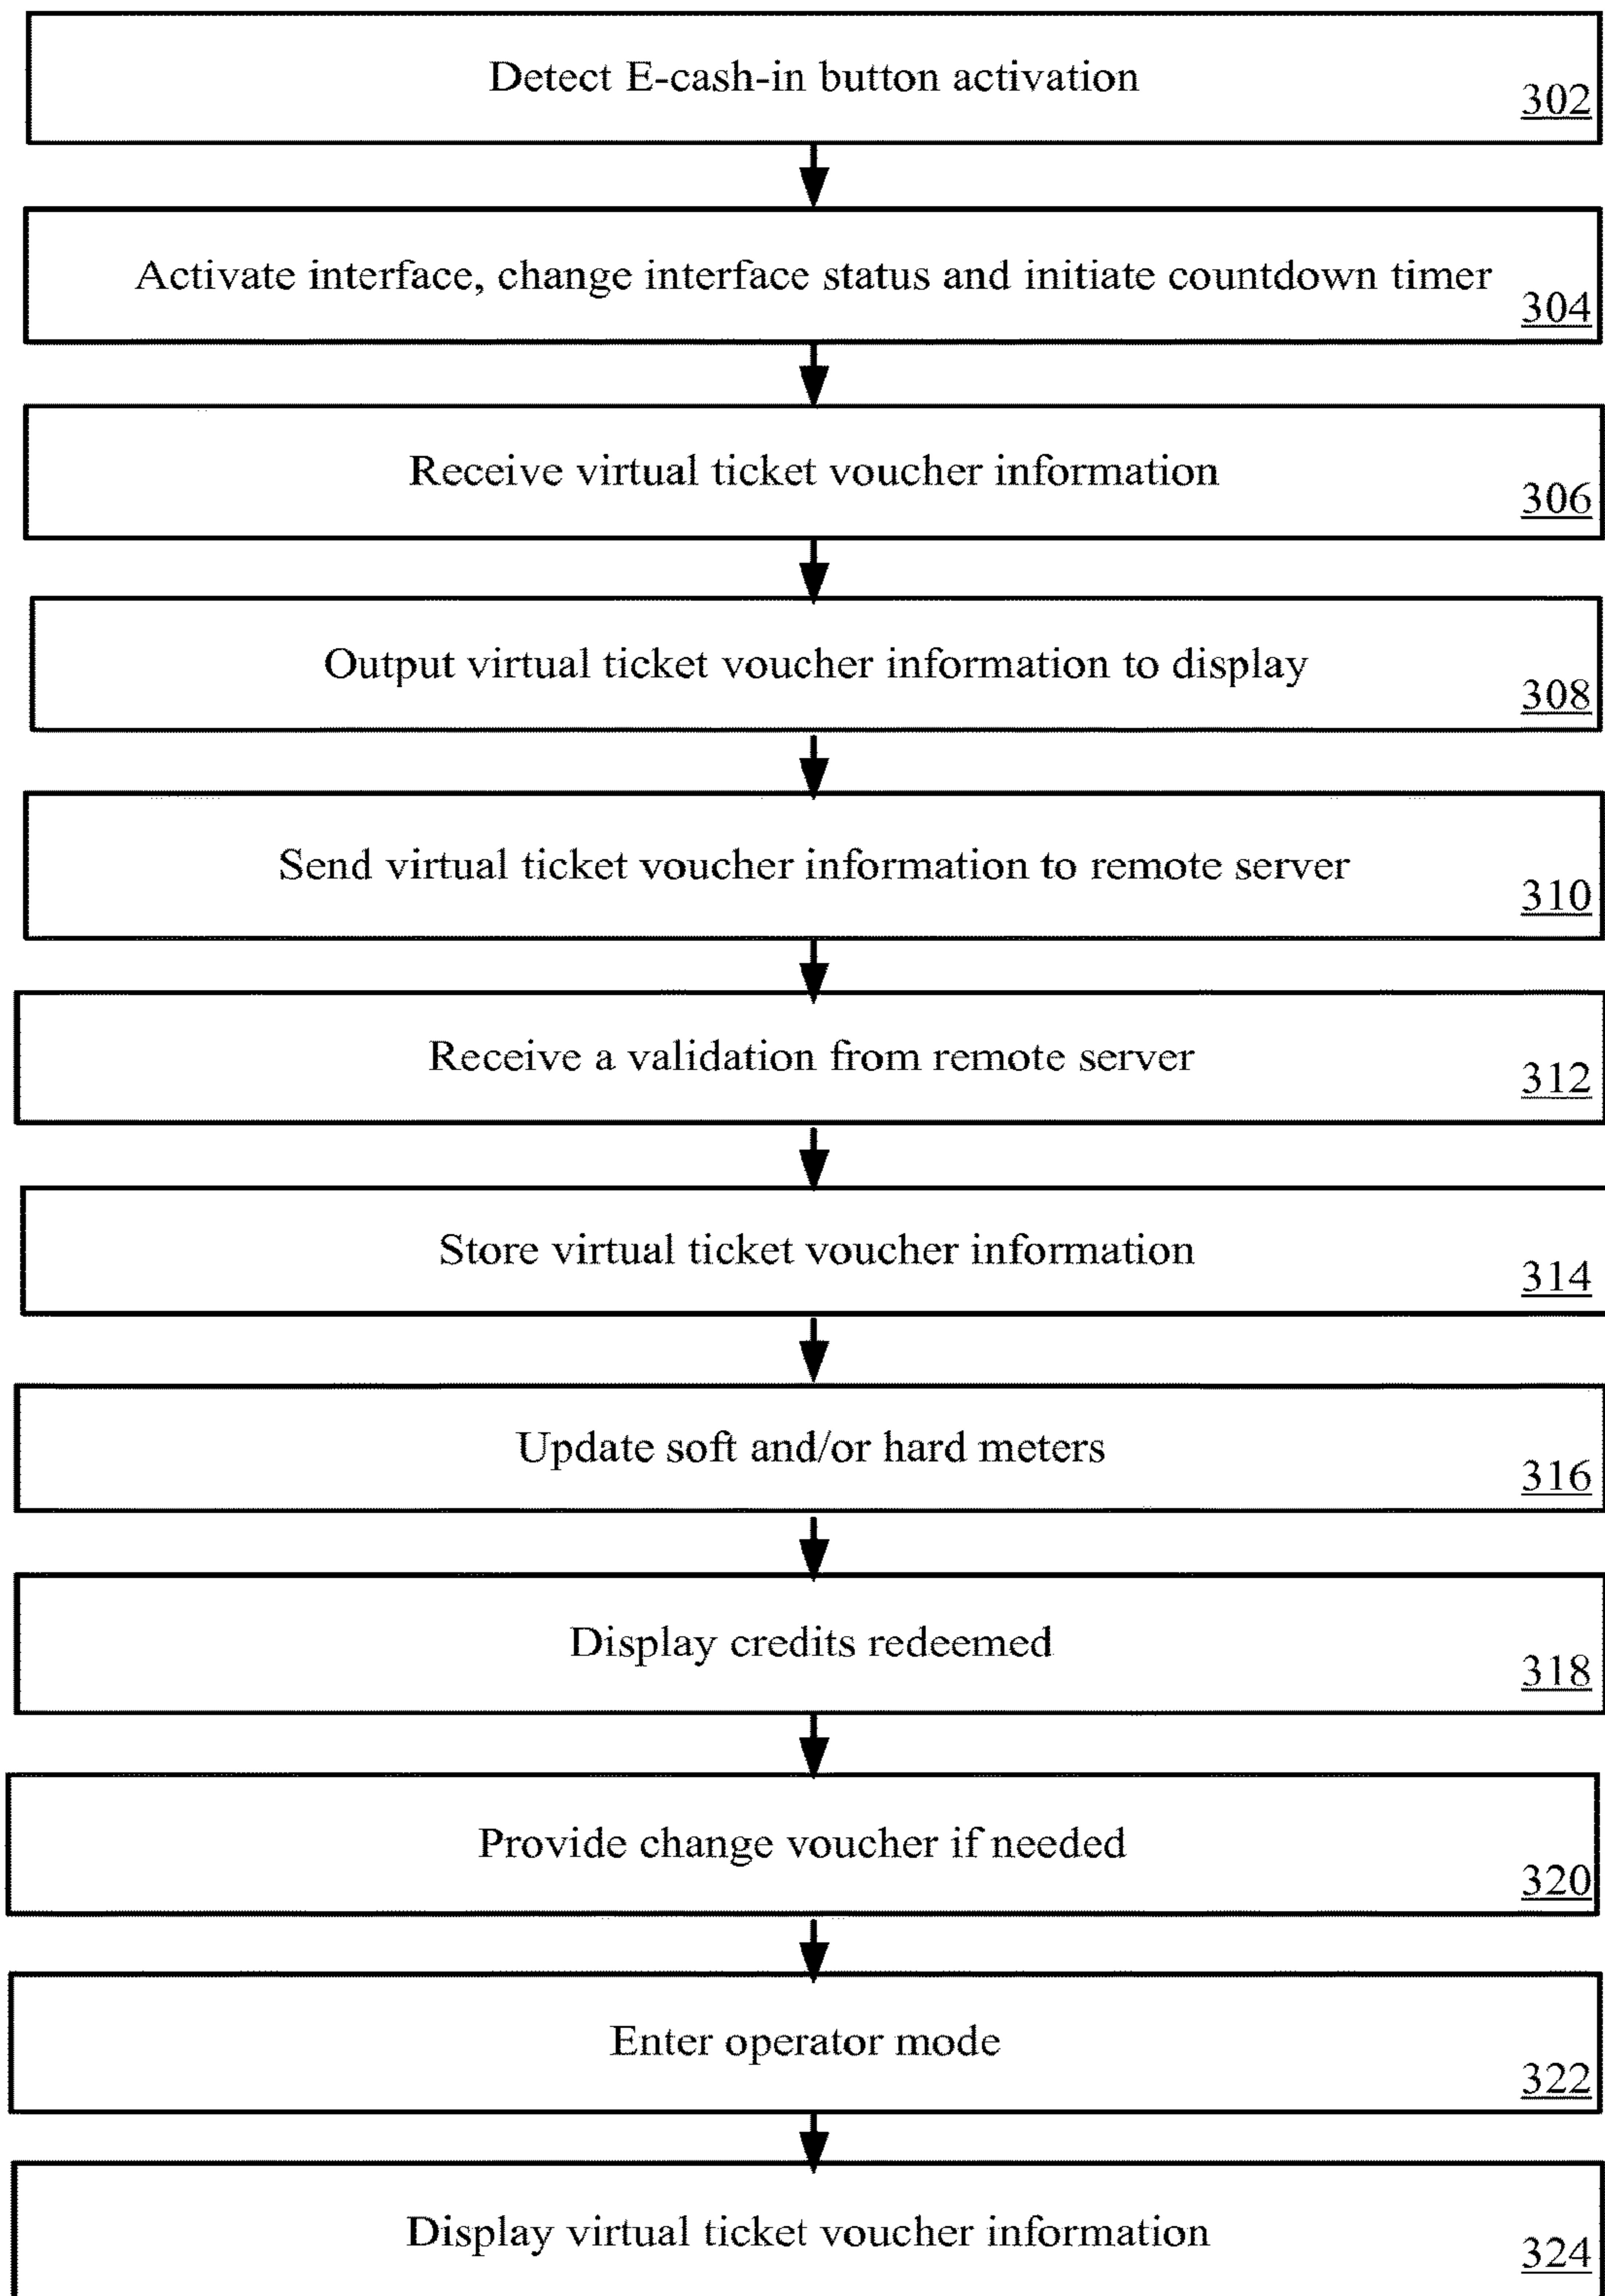 Detect E-cash-in button activation
302
Activate interface, change interface status and initiate countdown timer
304
Receive virtual ticket voucher information
306
Output virtual ticket voucher information to display
308
Send virtual ticket voucher information to remote server
310
Receive a validation from remote server
312
Store virtual ticket voucher information
314
Update soft and/or hard meters
316
Display credits redeemed
318
Provide change voucher if needed
320
Enter operator mode
322
Display virtual ticket voucher information
324